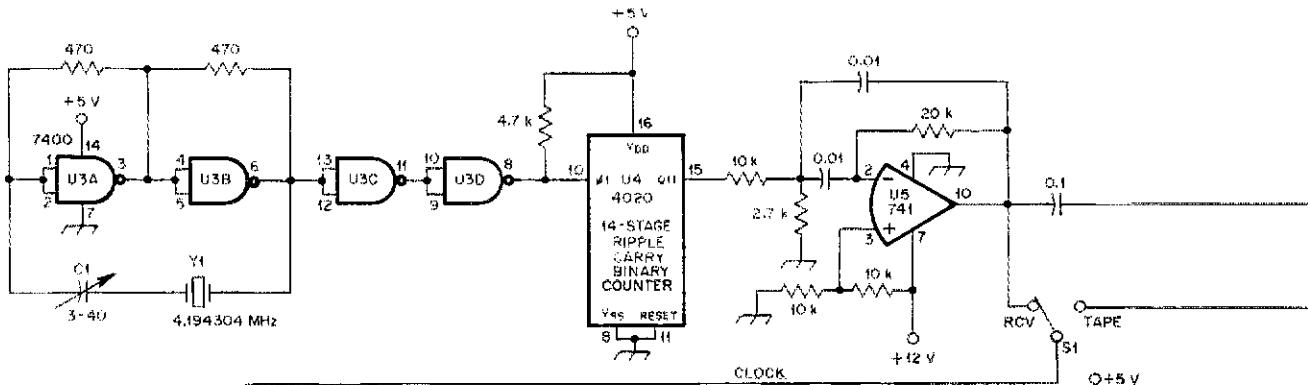 +5 V
470
470
0.01
+5 V
4.7 k
16
20 k
7400
14
VDD
1
3
4
6
13
11
10
8
10
ø1
U4
Q11
15
10 k
0.01
2
4
U3A
U3B
U3C
U3D
4020
U5
741
10
0.1
2
5
12
9
2.7 k
7
14-STAGE
RIPPLE
CARRY
BINARY
COUNTER
3
7
C1
Y1
10 k
10 k
3-40
4.194304 MHz
VSS
RESET
8
11
RCV
TAPE
S1
+12 V
CLOCK
+5 V